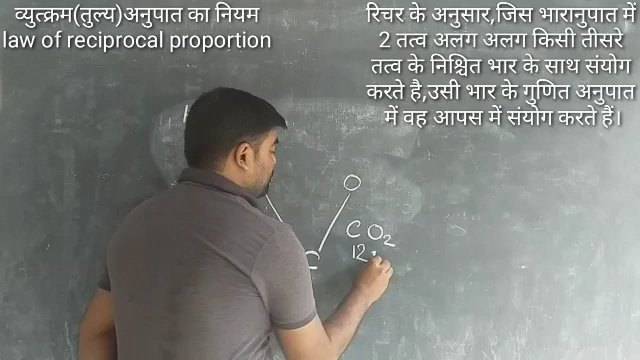 व्युत्क्रम(तुल्य)अनुपात का नियम
law of reciprocal proportion
रिचर के अनुसार,जिस भारानुपात में
2 तत्व अलग अलग किसी तीसरे
तत्व के निश्चित भार के साथ संयोग
करते है,उसी भार के गुणित अनुपात
में वह आपस में संयोग करते हैं।
O
C
CO2
12